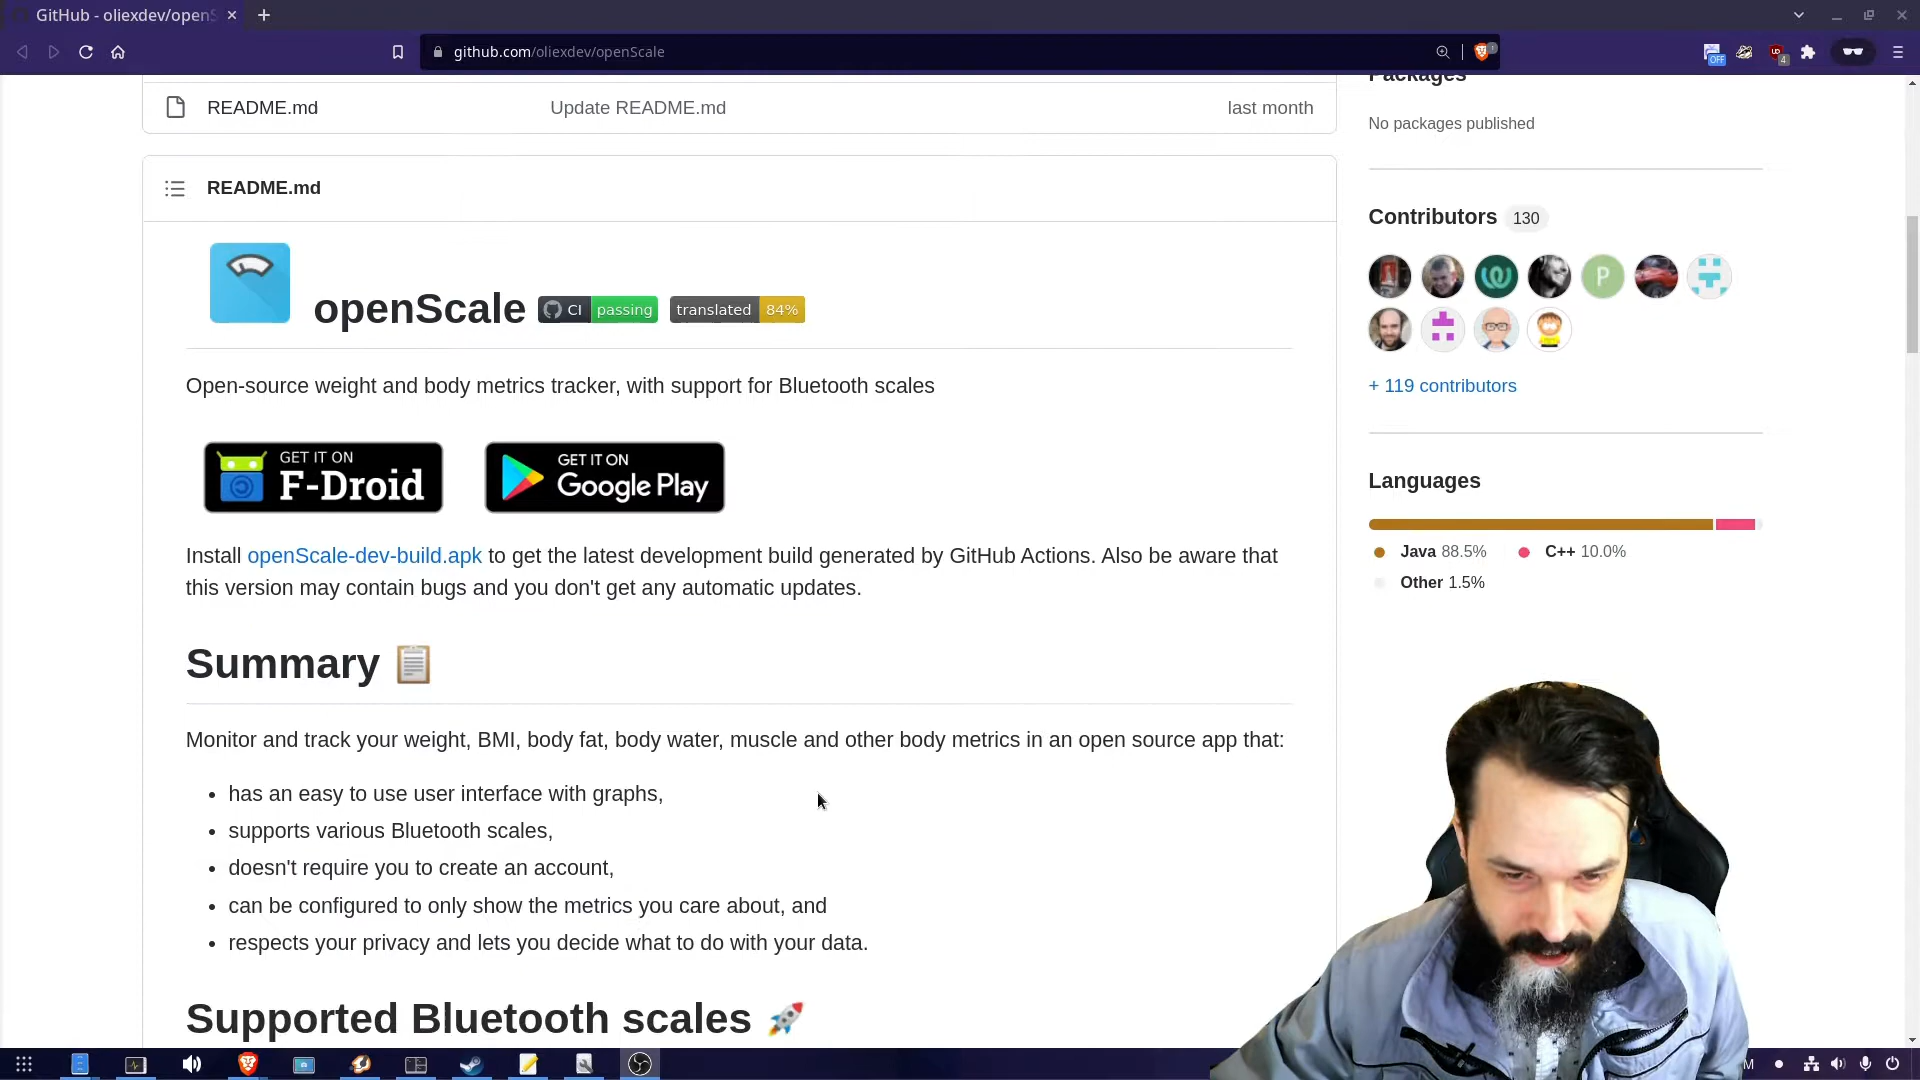 GitHub - oliexdev/openS
github.com/oliexdev/openScale
OFF
4
README.md
Update README.md
last month
Packages
No packages published
README.md
Contributors 130
openScale
CI passing
translated 84%
P
Open-source weight and body metrics tracker, with support for Bluetooth scales
+ 119 contributors
GET IT ON
F-Droid
GET IT ON
Google Play
Languages
Java 88.5%
C++ 10.0%
Other 1.5%
Install openScale-dev-build.apk to get the latest development build generated by GitHub Actions. Also be aware that
this version may contain bugs and you don't get any automatic updates.
Summary
Monitor and track your weight, BMI, body fat, body water, muscle and other body metrics in an open source app that:
• has an easy to use user interface with graphs,
• supports various Bluetooth scales,
• doesn't require you to create an account,
• can be configured to only show the metrics you care about, and
• respects your privacy and lets you decide what to do with your data.
Supported Bluetooth scales
M